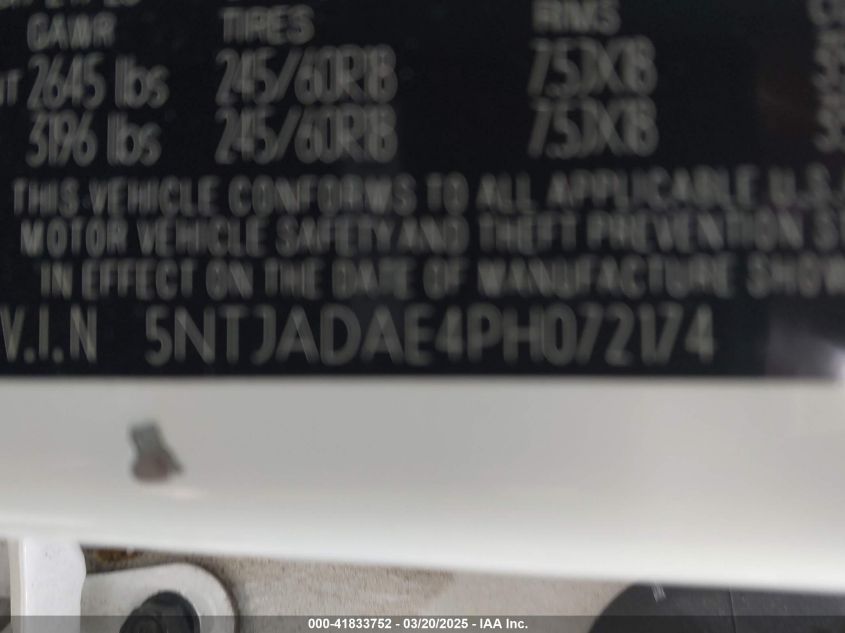 GAWR TIRES RIMS
2645 lbs 245/60R18 7.5JX18
3196 lbs 245/60R18 7.5JX18
THIS VEHICLE CONFORMS TO ALL APPLICABLE U.S.
MOTOR VEHICLE SAFETY AND THEFT PREVENTION
IN EFFECT ON THE DATE OF MANUFACTURE SHOW
V.I.N 5NTJADAE4PH072174
000-41833752 - 03/20/2025 - IAA Inc.